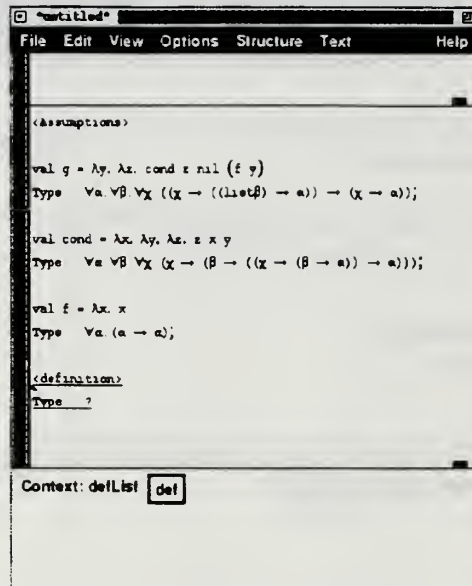 "untitled"
File Edit View Options Structure Text Help
<Assumptions>
val g = λy. λz. cond z nil (f y)
Type ∀α.∀β.∀χ ((χ → ((listβ) → α)) → (χ → α));
val cond = λx. λy. λz. z x y
Type ∀α ∀β ∀χ (χ → (β → ((χ → (β → α)) → α)));
val f = λx. x
Type ∀α. (α → α);
<definition>
Type ?
Context: defList def